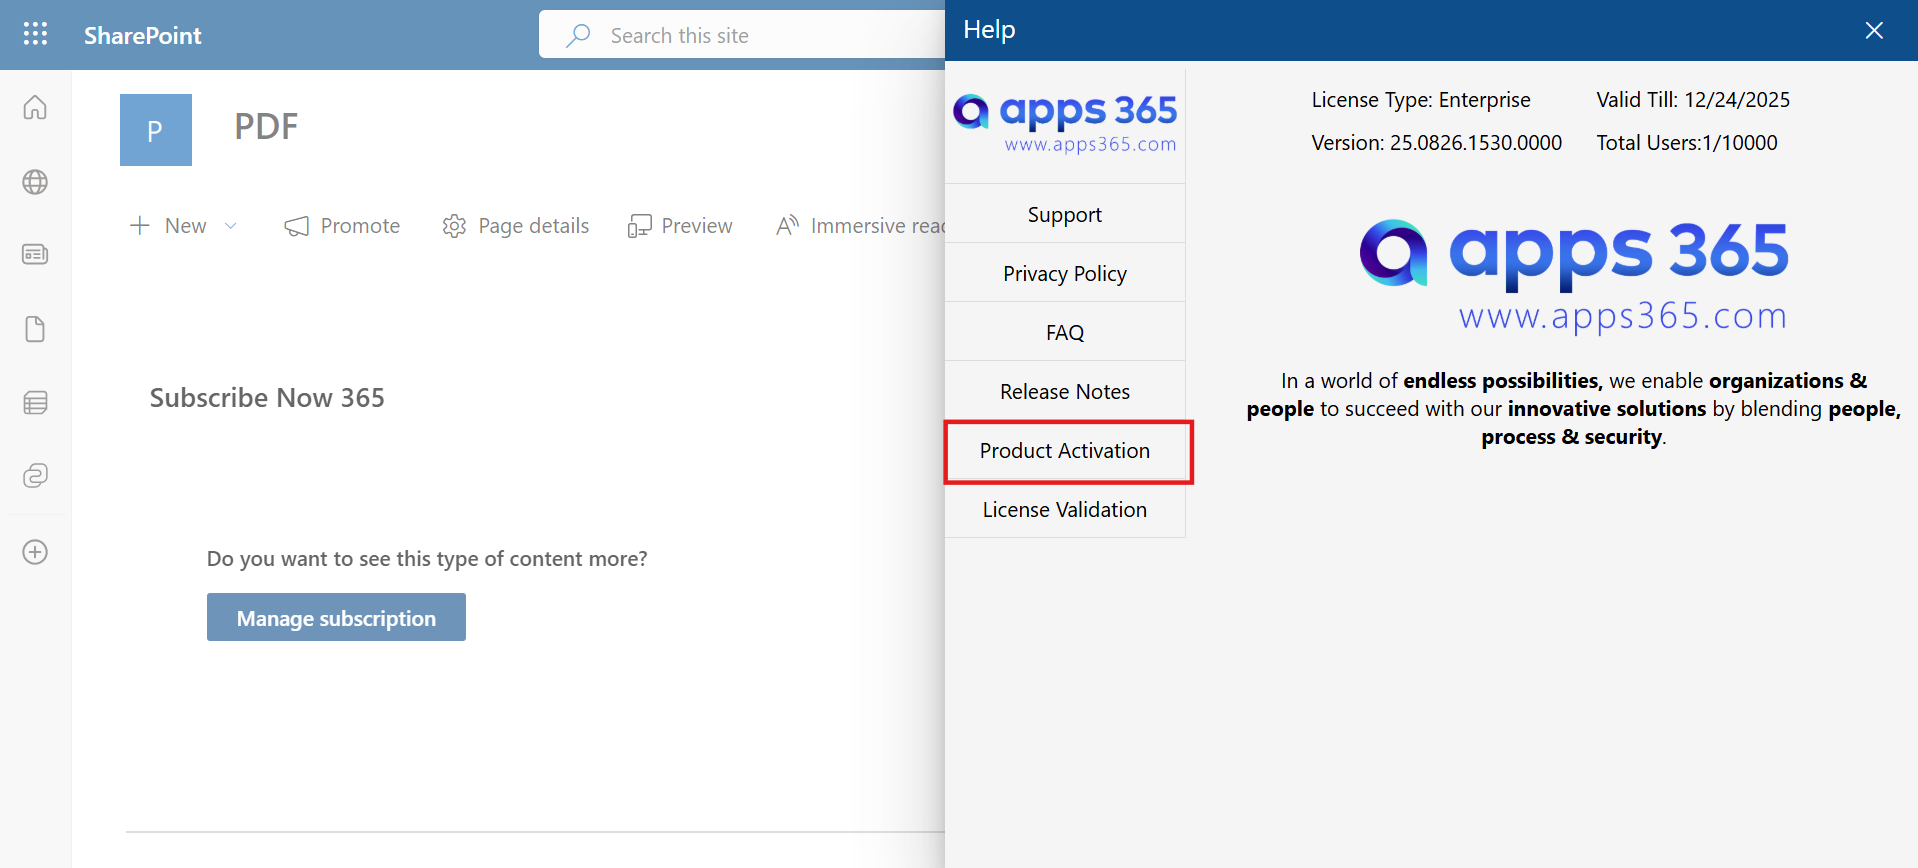 SharePoint
Search this site
P
PDF
New
Promote
Page details
Preview
Immersive reac
Subscribe Now 365
Do you want to see this type of content more?
Manage subscription
Help
apps 365
www.apps365.com
Support
Privacy Policy
FAQ
Release Notes
Product Activation
License Validation
License Type: Enterprise
Valid Till: 12/24/2025
Version: 25.0826.1530.0000
Total Users:1/10000
apps 365
www.apps365.com
In a world of endless possibilities, we enable organizations &
people to succeed with our innovative solutions by blending people,
process & security.